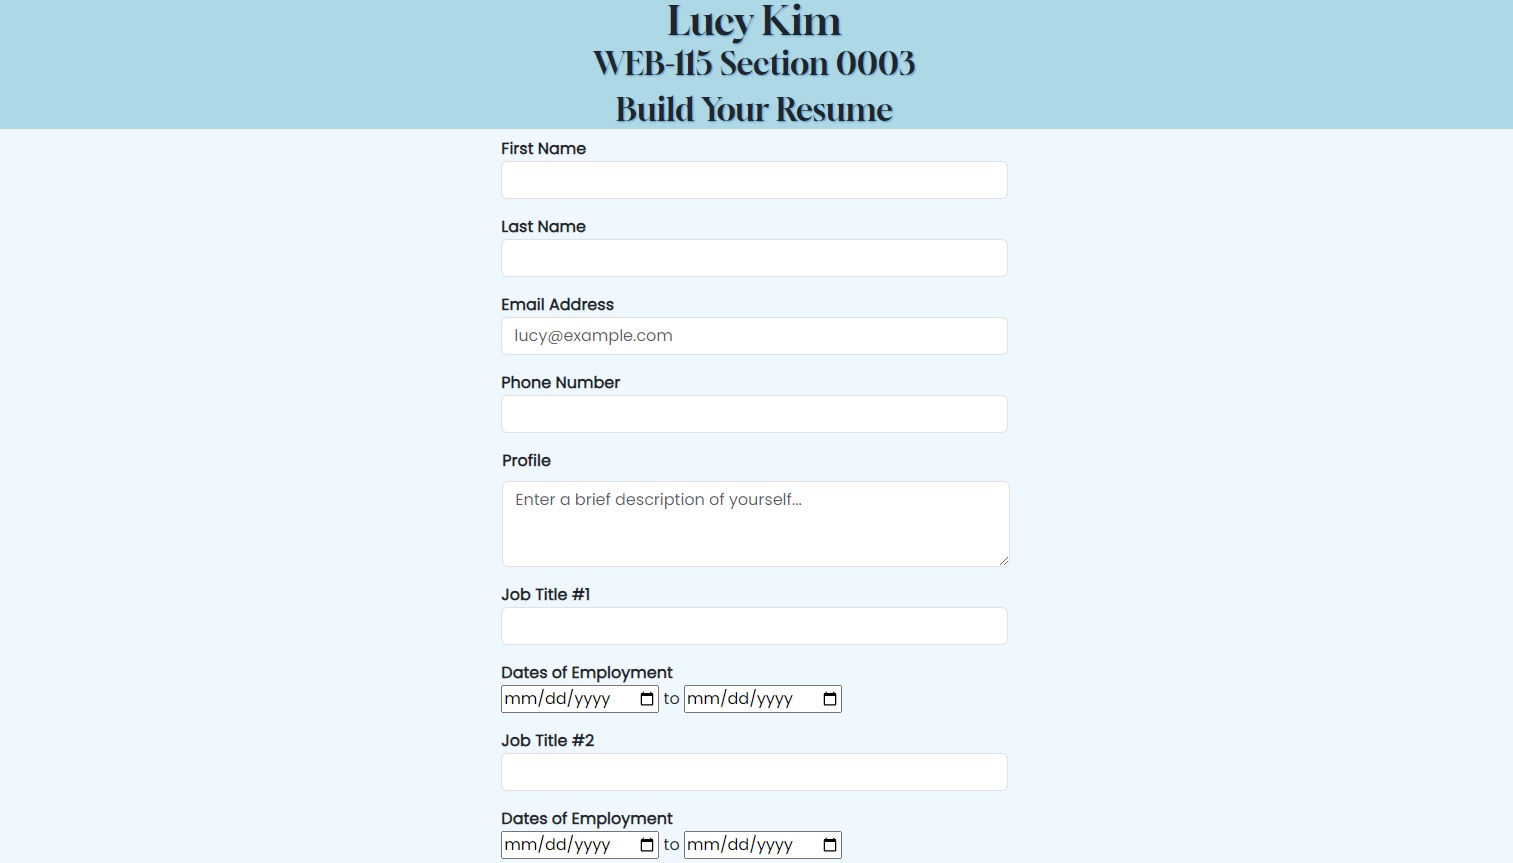 Lucy Kim
WEB-115 Section 0003
Build Your Resume
First Name
Last Name
Email Address
lucy@example.com
Phone Number
Profile
Enter a brief description of yourself...
Job Title #1
Dates of Employment
mm/dd/yyyy to mm/dd/yyyy
Job Title #2
Dates of Employment
mm/dd/yyyy to mm/dd/yyyy